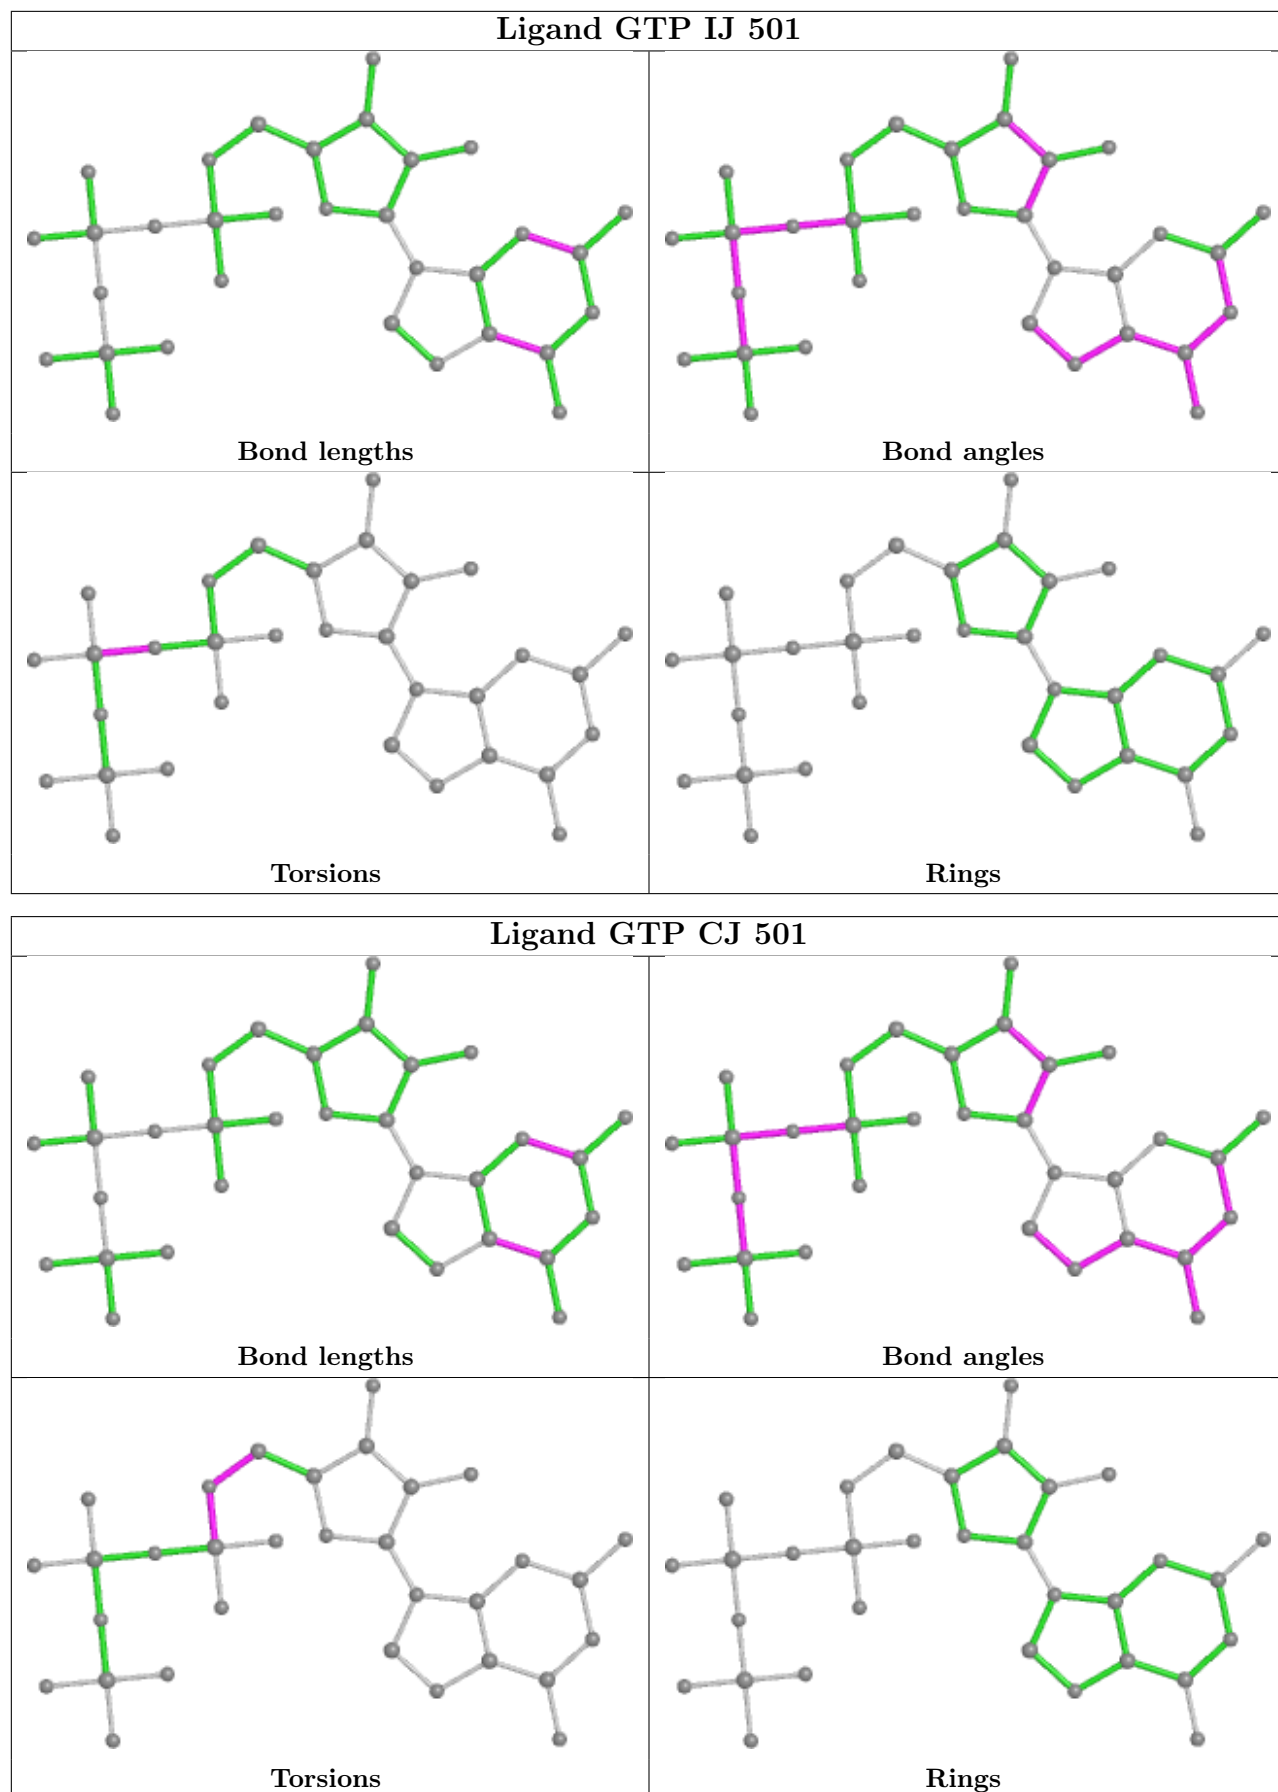 Ligand GTP IJ 501
Bond lengths
Bond angles
Torsions
Rings
Ligand GTP CJ 501
Bond lengths
Bond angles
Torsions
Rings